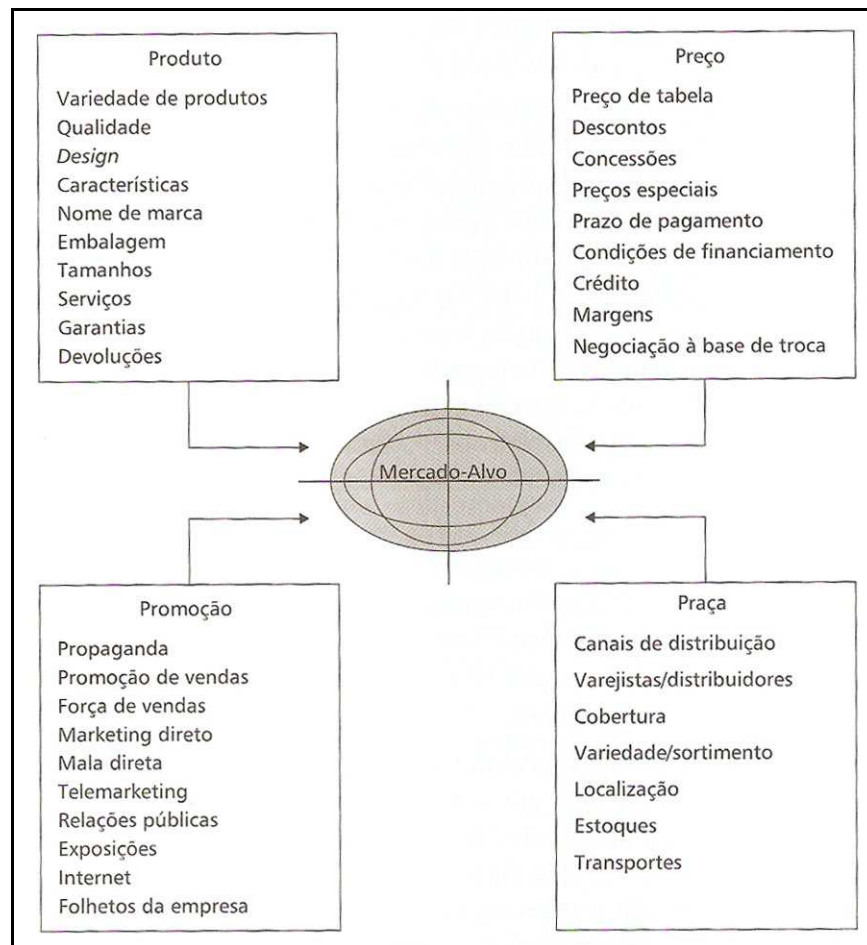 Produto
Variedade de produtos
Qualidade
Design
Características
Nome de marca
Embalagem
Tamanhos
Serviços
Garantias
Devoluções
Preço
Preço de tabela
Descontos
Concessões
Preços especiais
Prazo de pagamento
Condições de financiamento
Crédito
Margens
Negociação à base de troca
Mercado-Alvo
Promoção
Propaganda
Promoção de vendas
Força de vendas
Marketing direto
Mala direta
Telemarketing
Relações públicas
Exposições
Internet
Folhetos da empresa
Praça
Canais de distribuição
Varejistas/distribuidores
Cobertura
Variedade/sortimento
Localização
Estoques
Transportes